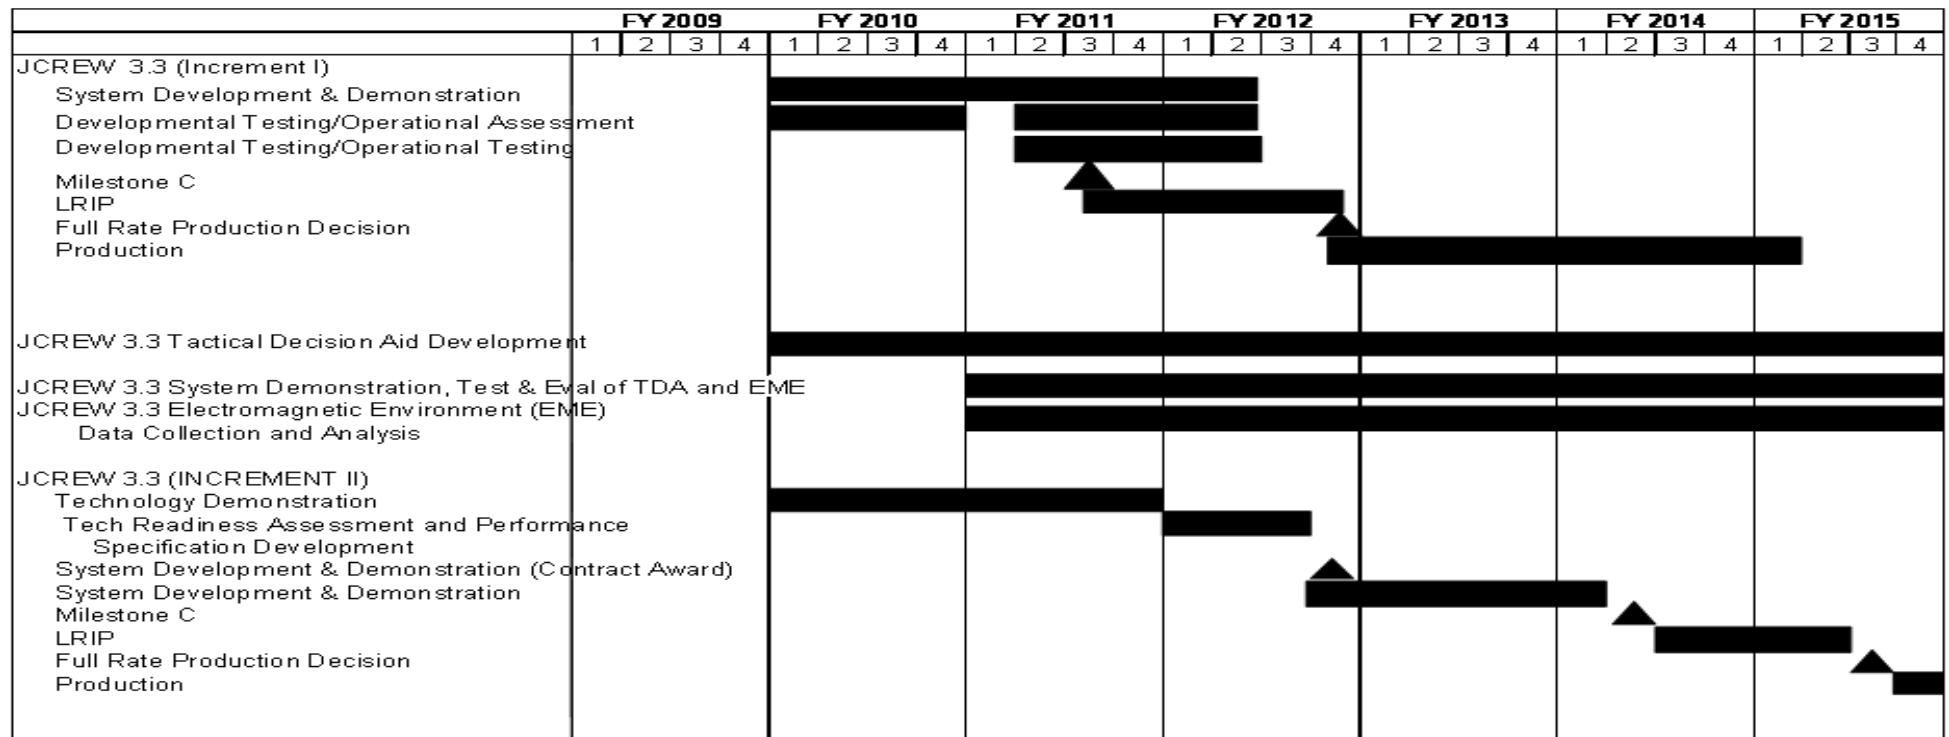 FY 2009 FY 2010 FY 2011 FY 2012 FY 2013 FY 2014 FY 2015
1 2 3 4 1 2 3 4 1 2 3 4 1 2 3 4 1 2 3 4 1 2 3 4 1 2 3 4
JCREW 3.3 (Increment I)
System Development & Demonstration
Developmental Testing/Operational Assessment
Developmental Testing/Operational Testing
Milestone C
LRIP
Full Rate Production Decision
Production
JCREW 3.3 Tactical Decision Aid Development
JCREW 3.3 System Demonstration, Test & Eval of TDA and EME
JCREW 3.3 Electromagnetic Environment (EME)
Data Collection and Analysis
JCREW 3.3 (INCREMENT II)
Technology Demonstration
Tech Readiness Assessment and Performance
Specification Development
System Development & Demonstration (Contract Award)
System Development & Demonstration
Milestone C
LRIP
Full Rate Production Decision
Production